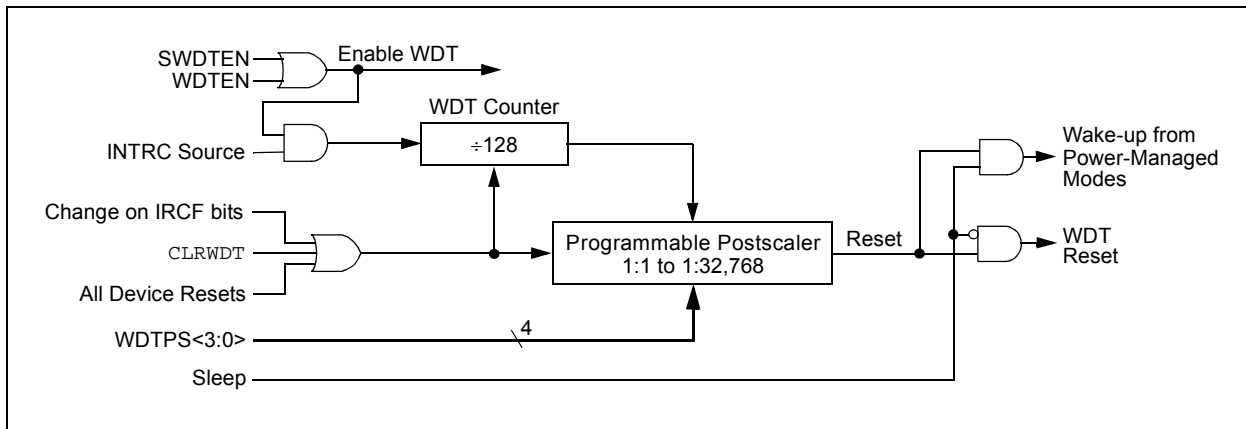 SWDTEN
WDTEN
Enable WDT
WDT Counter
÷128
INTRC Source
Wake-up from
Power-Managed
Modes
Change on IRCF bits
CLRWDT
All Device Resets
Programmable Postscaler
1:1 to 1:32,768
Reset
WDT
Reset
WDTPS<3:0>
4
Sleep